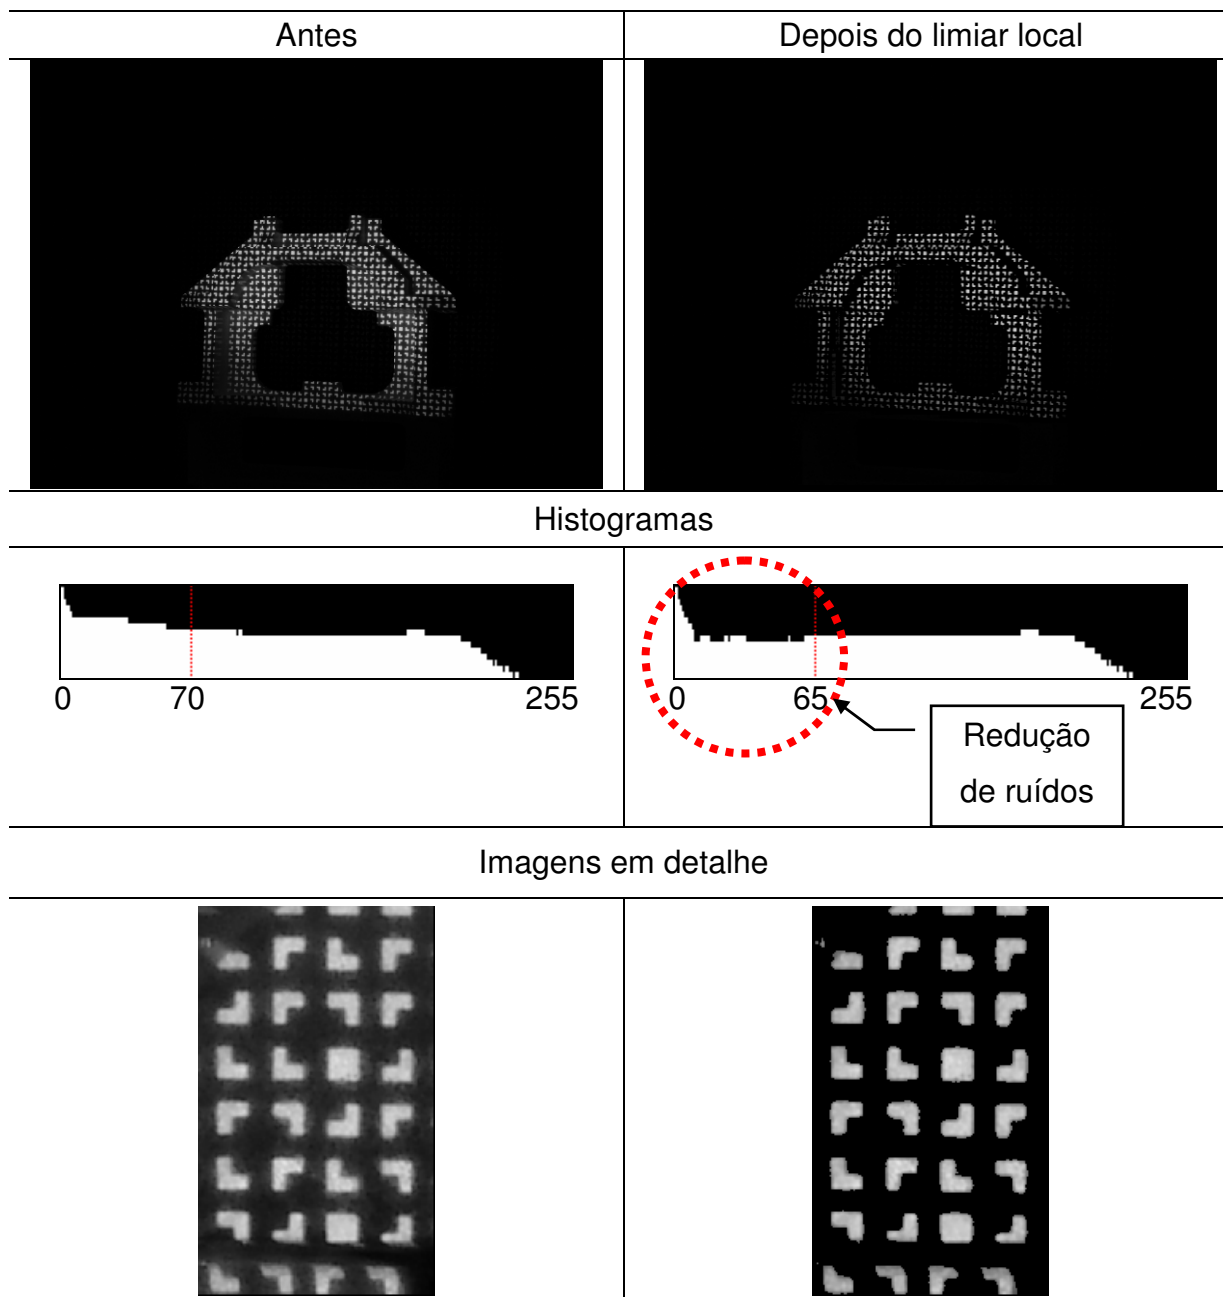 Antes
Depois do limiar local
Histogramas
0 70 255
0 65 255
Redução
de ruídos
Imagens em detalhe